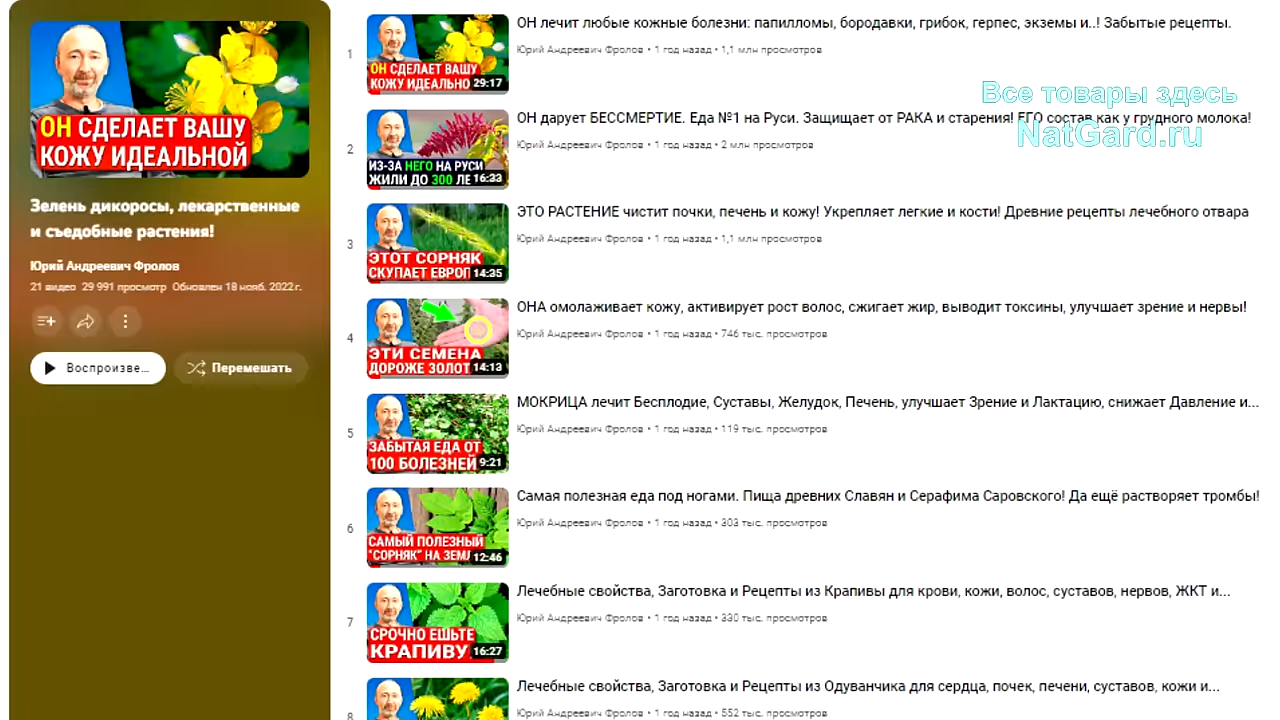 ОН СДЕЛАЕТ ВАШУ
КОЖУ ИДЕАЛЬНОЙ
Зелень дикоросы, лекарственные
и съедобные растения!
Юрий Андреевич Фролов
21 видео 29 991 просмотр Обновлен 18 нояб. 2022 г.
Воспроизве...
Перемешать
Все товары здесь
NatGard.ru
1
ОН СДЕЛАЕТ ВАШУ
КОЖУ ИДЕАЛЬНО
29:17
ОН лечит любые кожные болезни: папилломы, бородавки, грибок, герпес, экземы и..! Забытые рецепты.
Юрий Андреевич Фролов • 1 год назад • 1,1 млн просмотров
2
ИЗ-ЗА НЕГО НА РУСИ
ЖИЛИ ДО 300 ЛЕ
16:33
ОН дарует БЕССМЕРТИЕ. Еда №1 на Руси. Защищает от РАКА и старения! ЕГО состав как у грудного молока!
Юрий Андреевич Фролов • 1 год назад • 2 млн просмотров
3
ЭТОТ СОРНЯК
СКУПАЕТ ЕВРОП
14:35
ЭТО РАСТЕНИЕ чистит почки, печень и кожу! Укрепляет легкие и кости! Древние рецепты лечебного отвара
Юрий Андреевич Фролов • 1 год назад • 1,1 млн просмотров
4
ЭТИ СЕМЕНА
ДОРОЖЕ ЗОЛОТ
14:13
ОНА омолаживает кожу, активирует рост волос, сжигает жир, выводит токсины, улучшает зрение и нервы!
Юрий Андреевич Фролов • 1 год назад • 746 тыс. просмотров
5
ЗАБЫТАЯ ЕДА ОТ
100 БОЛЕЗНЕЙ
9:21
МОКРИЦА лечит Бесплодие, Суставы, Желудок, Печень, улучшает Зрение и Лактацию, снижает Давление и...
Юрий Андреевич Фролов • 1 год назад • 119 тыс. просмотров
6
САМЫЙ ПОЛЕЗНЫЙ
"СОРНЯК" НА ЗЕМЛ
12:46
Самая полезная еда под ногами. Пища древних Славян и Серафима Саровского! Да ещё растворяет тромбы!
Юрий Андреевич Фролов • 1 год назад • 303 тыс. просмотров
7
СРОЧНО ЕШЬТЕ
КРАПИВУ
16:27
Лечебные свойства, Заготовка и Рецепты из Крапивы для крови, кожи, волос, суставов, нервов, ЖКТ и...
Юрий Андреевич Фролов • 1 год назад • 330 тыс. просмотров
8
Лечебные свойства, Заготовка и Рецепты из Одуванчика для сердца, почек, печени, суставов, кожи и...
Юрий Андреевич Фролов • 1 год назад • 552 тыс. просмотров